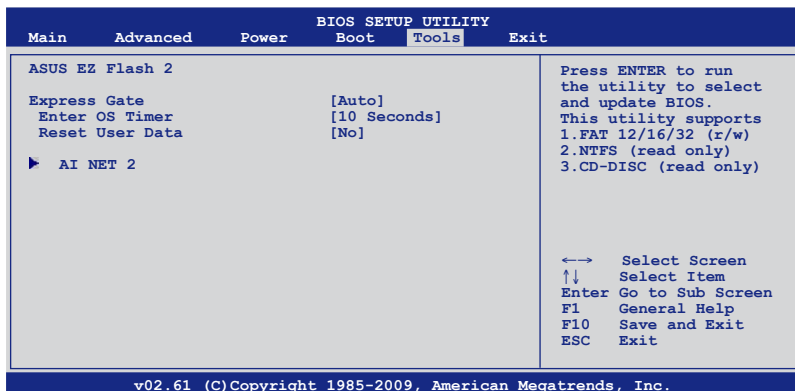 BIOS SETUP UTILITY
Main Advanced Power Boot Tools Exit
ASUS EZ Flash 2
Express Gate [Auto]
Enter OS Timer [10 Seconds]
Reset User Data [No]
AI NET 2
Press ENTER to run
the utility to select
and update BIOS.
This utility supports
1.FAT 12/16/32 (r/w)
2.NTFS (read only)
3.CD-DISC (read only)
←→ Select Screen
↑↓ Select Item
Enter Go to Sub Screen
F1 General Help
F10 Save and Exit
ESC Exit
v02.61 (C)Copyright 1985-2009, American Megatrends, Inc.